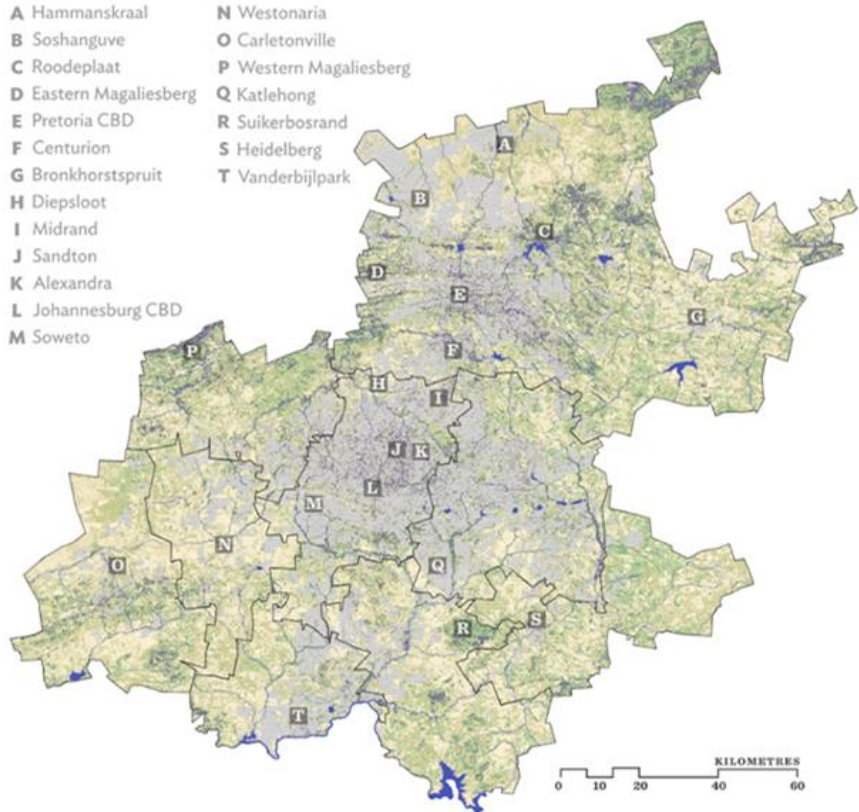 A Hammanskraal
B Soshanguve
C Roodeplaat
D Eastern Magaliesberg
E Pretoria CBD
F Centurion
G Bronkhorstspruit
H Diepsloot
I Midrand
J Sandton
K Alexandra
L Johannesburg CBD
M Soweto
N Westonaria
O Carletonville
P Western Magaliesberg
Q Katlehong
R Suikerbosrand
S Heidelberg
T Vanderbijlpark
A
B
C
D
E
G
F
P
H
I
J K
L
M
N
O
Q
R
S
T
KILOMETRES
0 10 20 40 60